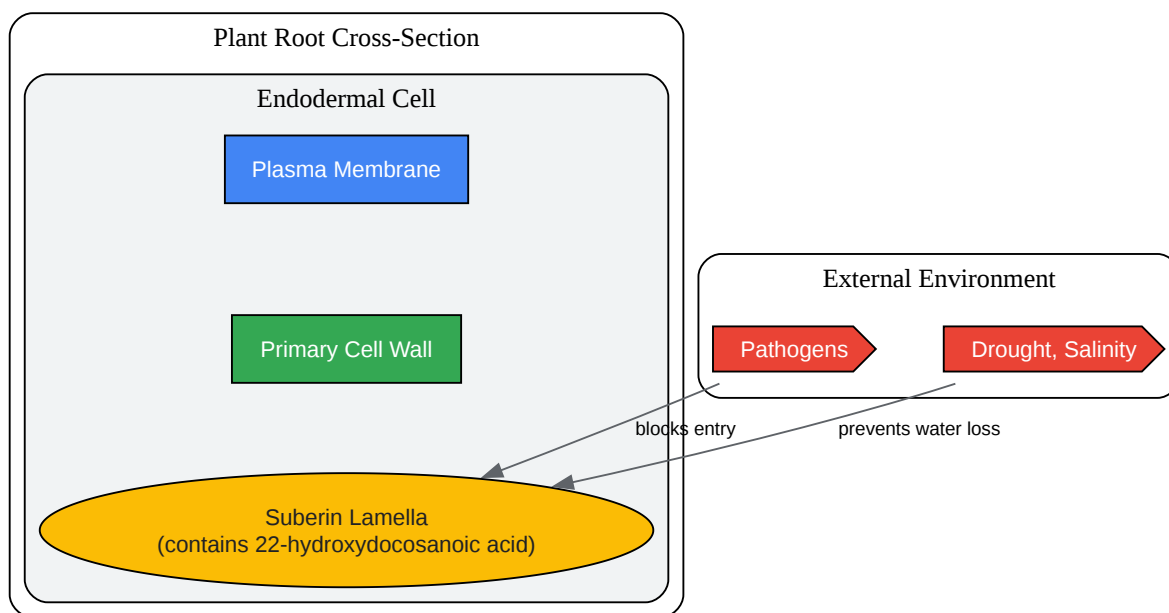 Plant Root Cross-Section
Endodermal Cell
Plasma Membrane
External Environment
Primary Cell Wall
Pathogens
Drought, Salinity
blocks entry
prevents water loss
Suberin Lamella
(contains 22-hydroxydocosanoic acid)